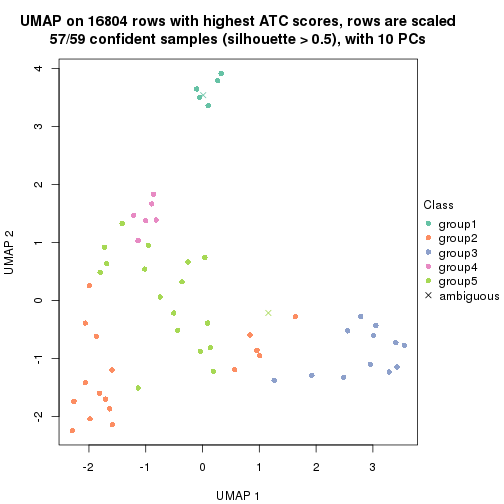 UMAP on 16804 rows with highest ATC scores, rows are scaled
57/59 confident samples (silhouette > 0.5), with 10 PCs
4
3
2
1
0
-1
-2
UMAP 2
-2
-1
0
1
2
3
UMAP 1
Class
group1
group2
group3
group4
group5
ambiguous